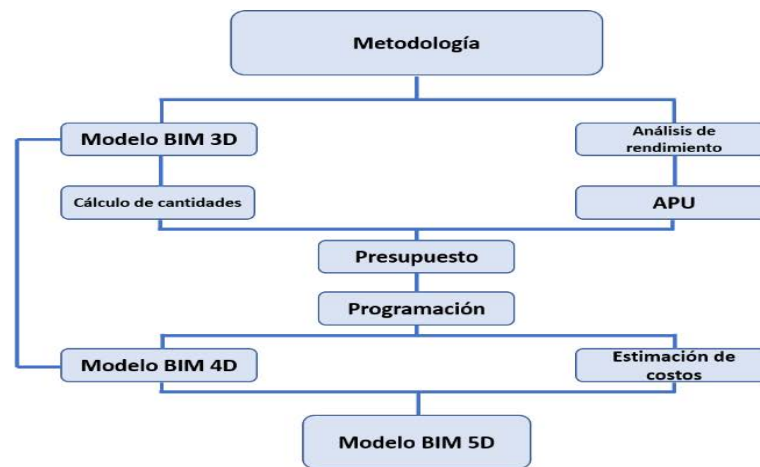 Metodología
Modelo BIM 3D
Análisis de
rendimiento
Cálculo de cantidades
APU
Presupuesto
Programación
Modelo BIM 4D
Estimación de
costos
Modelo BIM 5D